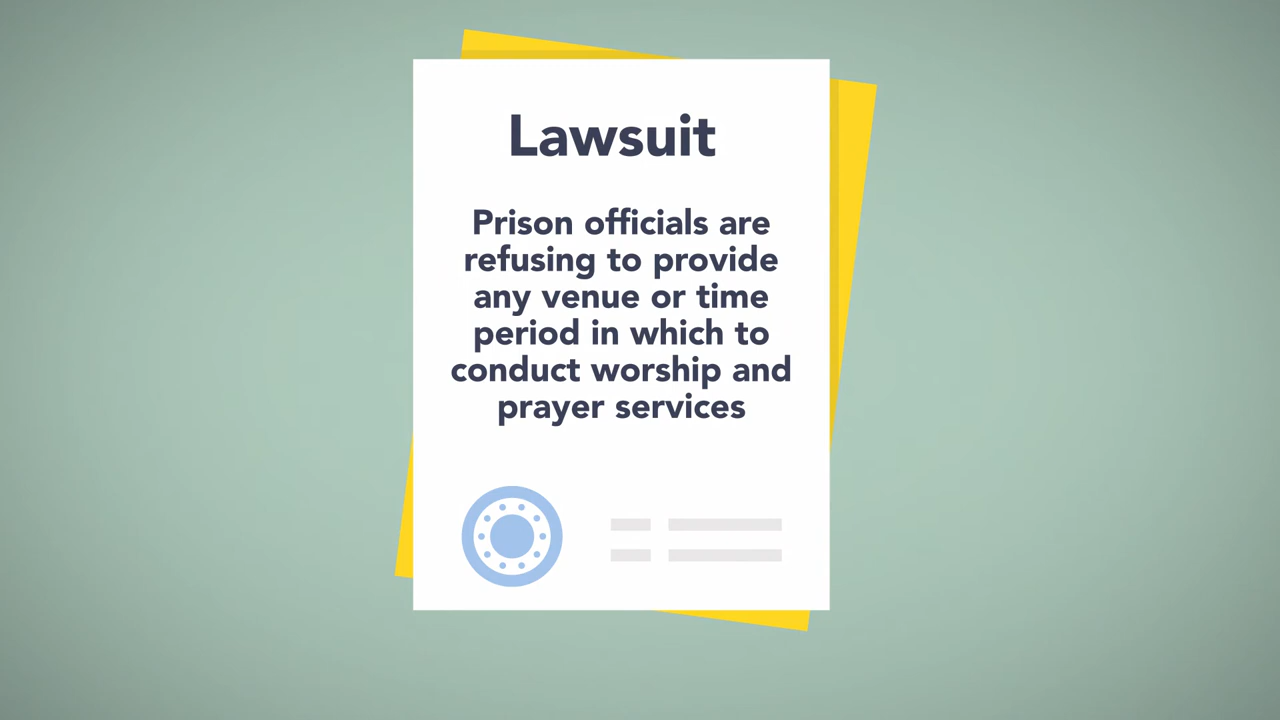 Lawsuit
Prison officials are
refusing to provide
any venue or time
period in which to
conduct worship and
prayer services